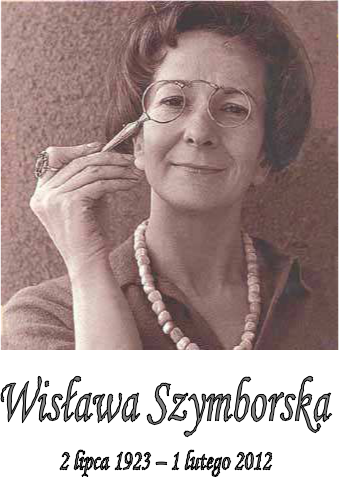 Wisława Szymborska
2 lipca 1923 – 1 lutego 2012